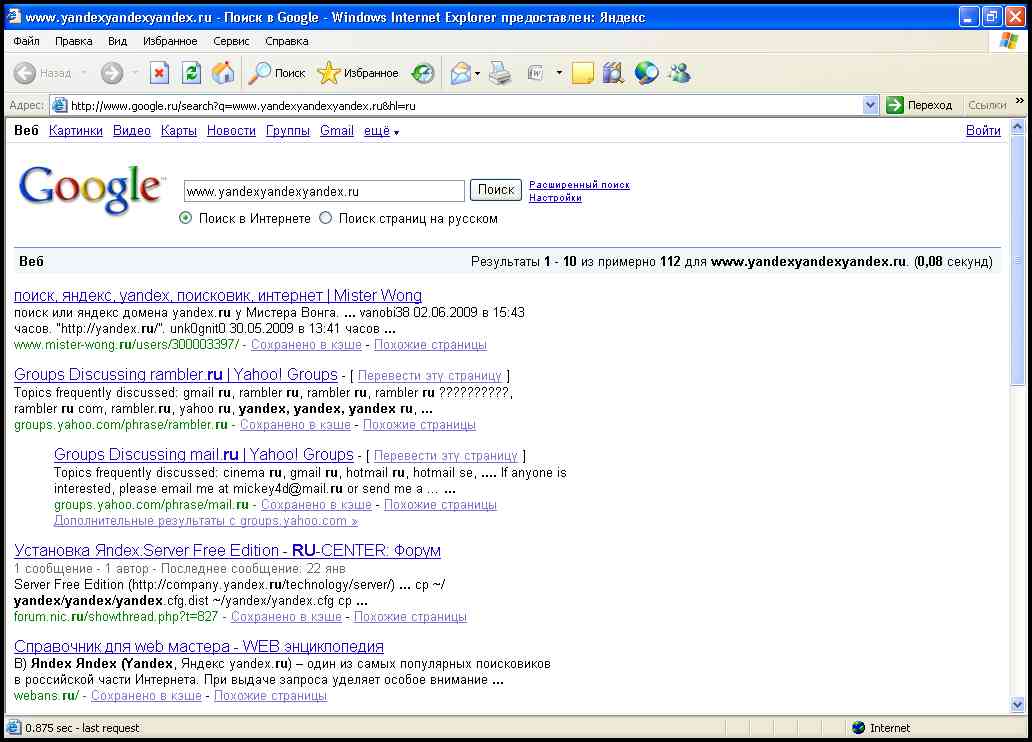 www.yandexyandexyandex.ru - Поиск в Google - Windows Internet Explorer предоставлен: Яндекс
Файл Правка Вид Избранное Сервис Справка
Назад Поиск Избранное
Адрес: http://www.google.ru/search?q=www.yandexyandexyandex.ru&hl=ru Переход Ссылки »
Веб Картинки Видео Карты Новости Группы Gmail ещё ▼ Войти
Google™ www.yandexyandexyandex.ru Поиск Расширенный поиск
Настройки
Поиск в Интернете Поиск страниц на русском
Веб Результаты 1 - 10 из примерно 112 для www.yandexyandexyandex.ru. (0,08 секунд)
поиск, яндекс, yandex, поисковик, интернет | Mister Wong
поиск или яндекс домена yandex.ru у Мистера Вонга. ... vanobi38 02.06.2009 в 15:43
часов. "http://yandex.ru/". unk0gnit0 30.05.2009 в 13:41 часов ...
www.mister-wong.ru/users/300003397/ - Сохранено в кэше - Похожие страницы
Groups Discussing rambler.ru | Yahoo! Groups - [ Перевести эту страницу ]
Topics frequently discussed: gmail ru, rambler ru, rambler ru, rambler ru ??????????,
rambler ru com, rambler.ru, yahoo ru, yandex, yandex, yandex ru, ...
groups.yahoo.com/phrase/rambler.ru - Сохранено в кэше - Похожие страницы
Groups Discussing mail.ru | Yahoo! Groups - [ Перевести эту страницу ]
Topics frequently discussed: cinema ru, gmail ru, hotmail ru, hotmail se, .... If anyone is
interested, please email me at mickey4d@mail.ru or send me a ... ...
groups.yahoo.com/phrase/mail.ru - Сохранено в кэше - Похожие страницы
Дополнительные результаты с groups.yahoo.com »
Установка Яndex.Server Free Edition - RU-CENTER: Форум
1 сообщение - 1 автор - Последнее сообщение: 22 янв
Server Free Edition (http://company.yandex.ru/technology/server/) ... cp ~/
yandex/yandex/yandex.cfg.dist ~/yandex/yandex.cfg cp ...
forum.nic.ru/showthread.php?t=827 - Сохранено в кэше - Похожие страницы
Справочник для web мастера - WEB энциклопедия
В) Яndex Яndex (Yandex, Яндекс yandex.ru) – один из самых популярных поисковиков
в российской части Интернета. При выдаче запроса уделяет особое внимание ...
webans.ru/ - Сохранено в кэше - Похожие страницы
0.875 sec - last request Internet